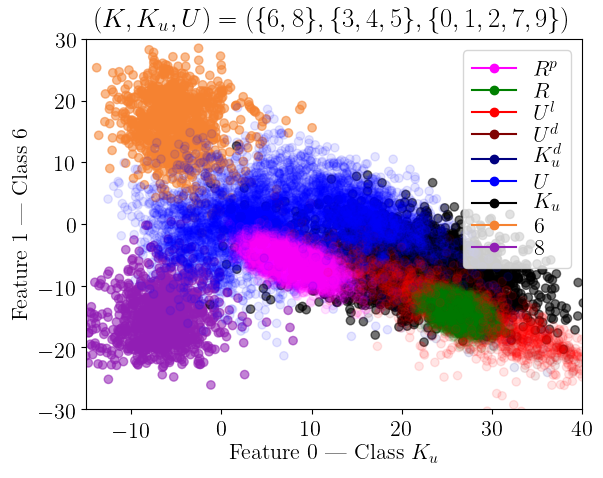 (K, K_u, U) = ({6, 8}, {3, 4, 5}, {0, 1, 2, 7, 9})
Feature 1 — Class 6
30
20
10
0
−10
−20
−30
R^p
R
U^l
U^d
K_u^d
U
K_u
6
8
−10
0
10
20
30
40
Feature 0 — Class K_u